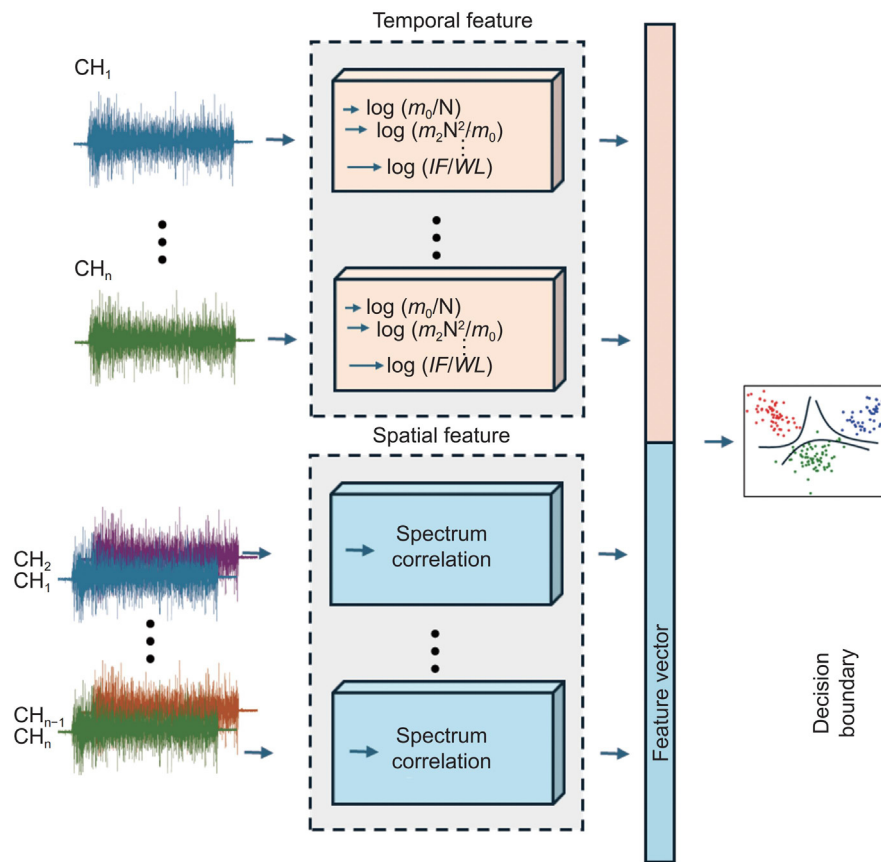 Temporal feature
CH₁
log (m₀/N)
log (m₂N²/m₀)
log (IF/WL)
CHₙ
log (m₀/N)
log (m₂N²/m₀)
log (IF/WL)
Spatial feature
CH₂
CH₁
Spectrum
correlation
CHₙ₋₁
CHₙ
Spectrum
correlation
Feature vector
Decision
boundary